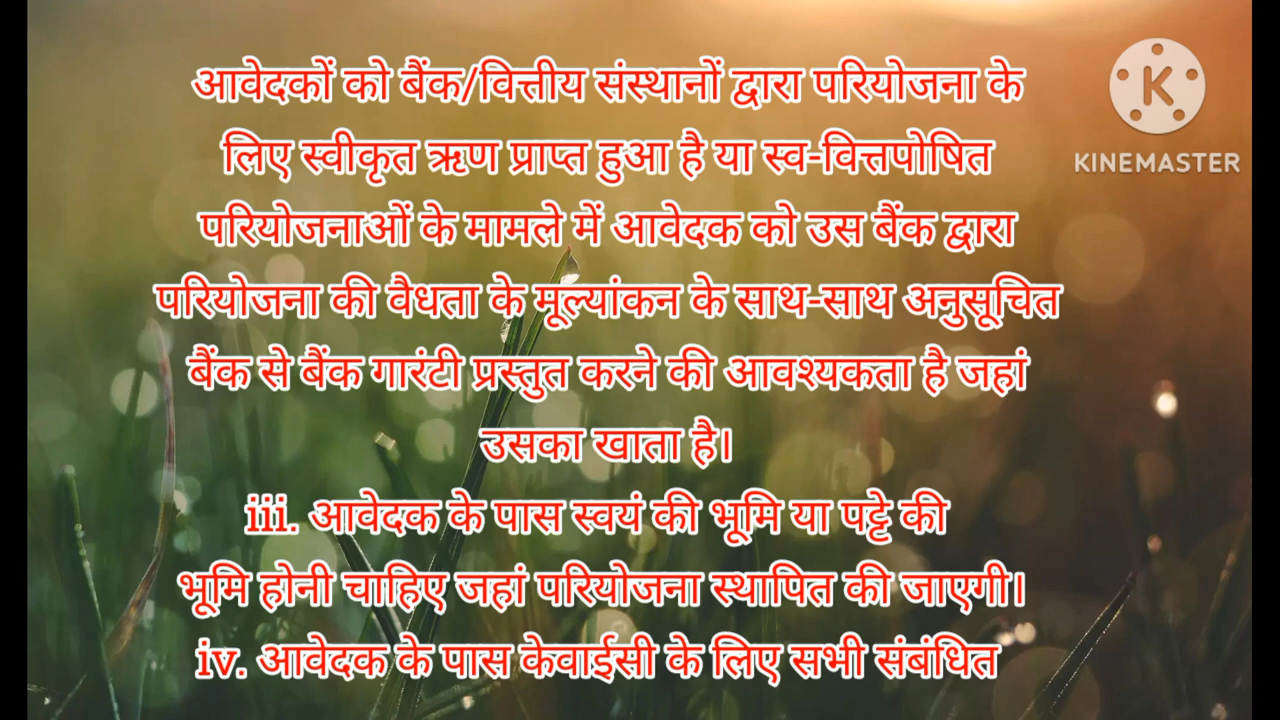 आवेदकों को बैंक/वित्तीय संस्थानों द्वारा परियोजना के
लिए स्वीकृत ऋण प्राप्त हुआ है या स्व-वित्तपोषित
परियोजनाओं के मामले में आवेदक को उस बैंक द्वारा
परियोजना की वैधता के मूल्यांकन के साथ-साथ अनुसूचित
बैंक से बैंक गारंटी प्रस्तुत करने की आवश्यकता है जहां
उसका खाता है।
iii. आवेदक के पास स्वयं की भूमि या पट्टे की
भूमि होनी चाहिए जहां परियोजना स्थापित की जाएगी।
iv. आवेदक के पास केवाईसी के लिए सभी संबंधित
K
KINEMASTER